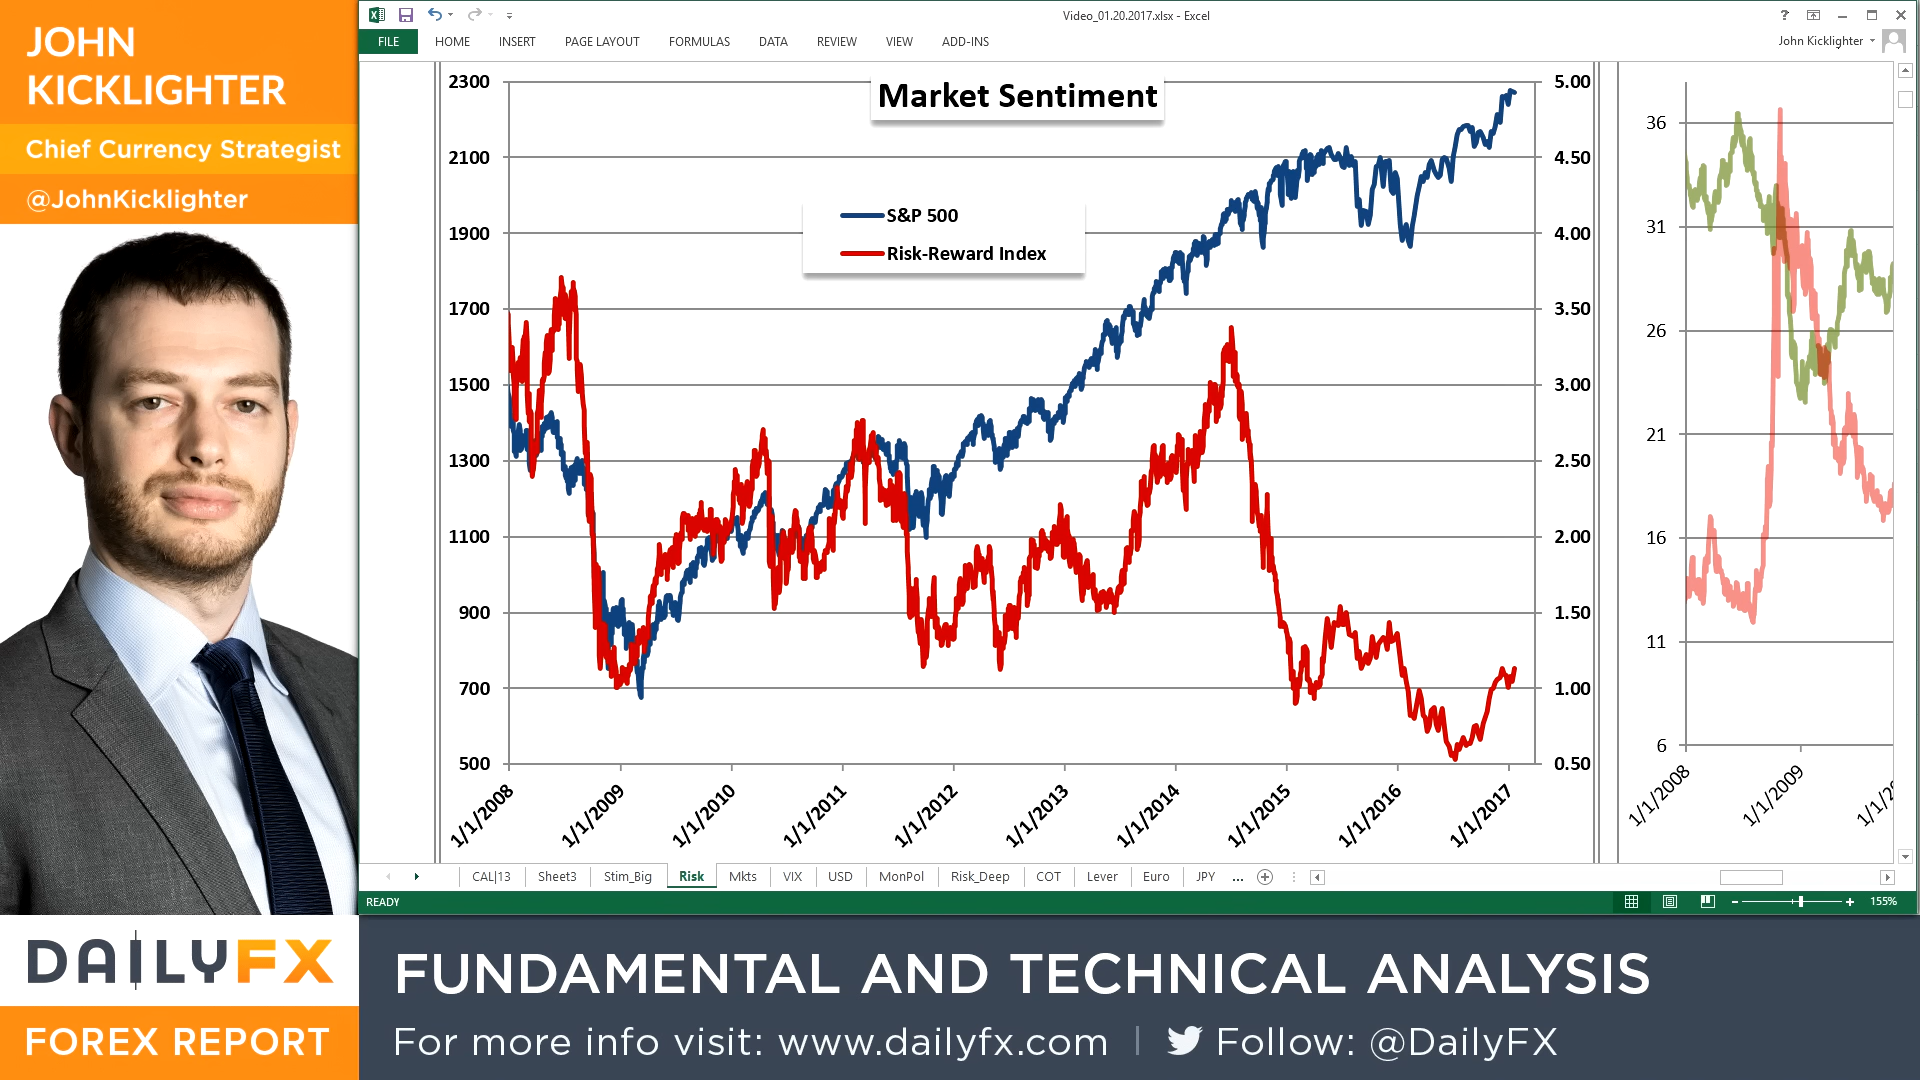 JOHN
KICKLIGHTER
Chief Currency Strategist
@JohnKicklighter
Video_01.20.2017.xlsx - Excel
FILE
HOME
INSERT
PAGE LAYOUT
FORMULAS
DATA
REVIEW
VIEW
ADD-INS
John Kicklighter
Market Sentiment
S&P 500
Risk-Reward Index
2300
2100
1900
1700
1500
1300
1100
900
700
500
5.00
4.50
4.00
3.50
3.00
2.50
2.00
1.50
1.00
0.50
1/1/2008
1/1/2009
1/1/2010
1/1/2011
1/1/2012
1/1/2013
1/1/2014
1/1/2015
1/1/2016
1/1/2017
36
31
26
21
16
11
6
1/1/2008
1/1/2009
1/1/2
CAL|13
Sheet3
Stim_Big
Risk
Mkts
VIX
USD
MonPol
Risk_Deep
COT
Lever
Euro
JPY
...
READY
155%
DAILYFX
FOREX REPORT
FUNDAMENTAL AND TECHNICAL ANALYSIS
For more info visit: www.dailyfx.com | Follow: @DailyFX